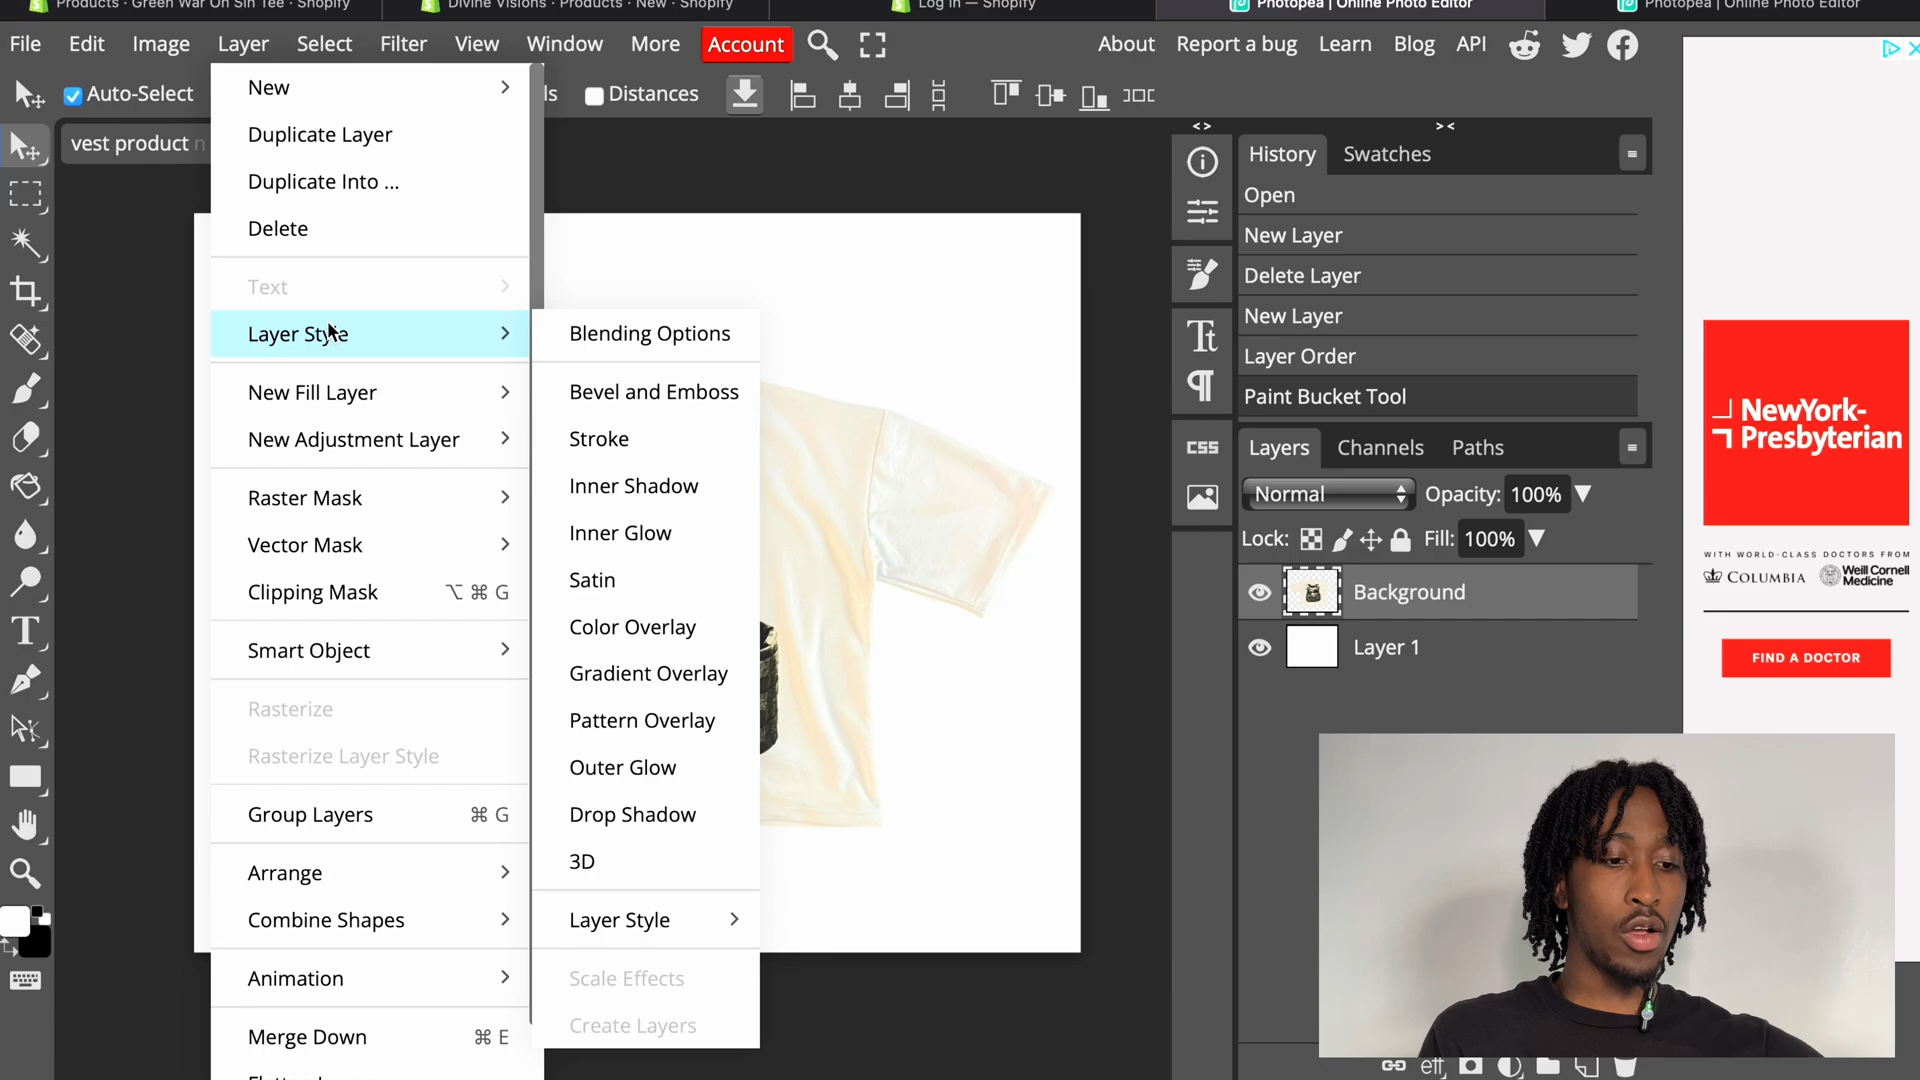 Products · Green War On Sin Tee · Shopify
Divine Visions · Products · New · Shopify
Log in — Shopify
Photopea | Online Photo Editor
Photopea | Online Photo Editor
File Edit Image Layer Select Filter View Window More Account
About Report a bug Learn Blog API
Auto-Select
ls
Distances
vest product n
New
Duplicate Layer
Duplicate Into ...
Delete
Text
Layer Style
New Fill Layer
New Adjustment Layer
Raster Mask
Vector Mask
Clipping Mask ⌥ ⌘ G
Smart Object
Rasterize
Rasterize Layer Style
Group Layers ⌘ G
Arrange
Combine Shapes
Animation
Merge Down ⌘ E
Blending Options
Bevel and Emboss
Stroke
Inner Shadow
Inner Glow
Satin
Color Overlay
Gradient Overlay
Pattern Overlay
Outer Glow
Drop Shadow
3D
Layer Style
Scale Effects
Create Layers
< >
> <
History Swatches
Open
New Layer
Delete Layer
New Layer
Layer Order
Paint Bucket Tool
CSS
Layers Channels Paths
Normal Opacity: 100%
Lock: Fill: 100%
Background
Layer 1
eff
NewYork-
Presbyterian
WITH WORLD-CLASS DOCTORS FROM
COLUMBIA Weill Cornell
Medicine
FIND A DOCTOR